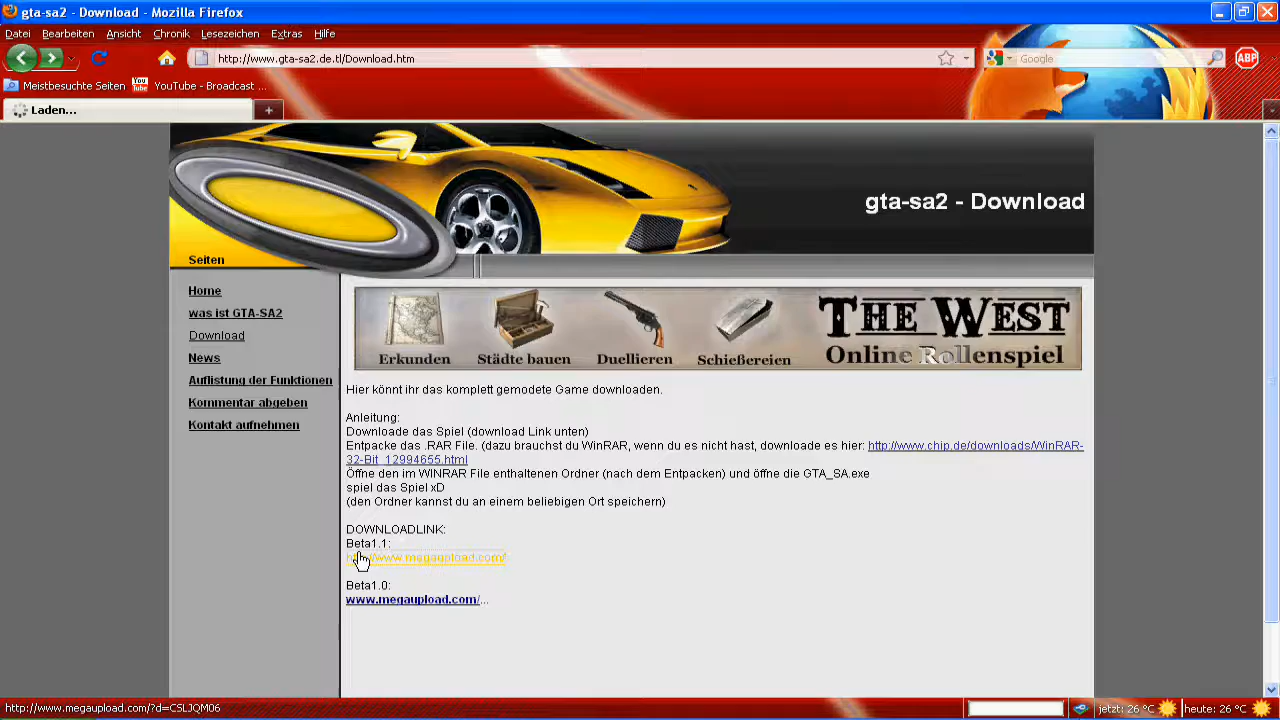 gta-sa2 - Download - Mozilla Firefox
Datei Bearbeiten Ansicht Chronik Lesezeichen Extras Hilfe
http://www.gta-sa2.de.tl/Download.htm
Google
ABP
Meistbesuchte Seiten
You Tube
YouTube - Broadcast ...
Laden...
gta-sa2 - Download
Seiten
Home
was ist GTA-SA2
Download
News
Auflistung der Funktionen
Kommentar abgeben
Kontakt aufnehmen
Erkunden
Städte bauen
Duellieren
Schießereien
THE WEST
Online Rollenspiel
Hier könnt ihr das komplett gemodete Game downloaden.
Anleitung:
Downloade das Spiel (download Link unten)
Entpacke das .RAR File. (dazu brauchst du WinRAR, wenn du es nicht hast, downloade es hier: http://www.chip.de/downloads/WinRAR-
32-Bit_12994655.html
Öffne den im WINRAR File enthaltenen Ordner (nach dem Entpacken) und öffne die GTA_SA.exe
spiel das Spiel xD
(den Ordner kannst du an einem beliebigen Ort speichern)
DOWNLOADLINK:
Beta1.1:
Beta1.0:
www.megaupload.com/...
http://www.megaupload.com/?d=CSLJQM06
jetzt: 26 °C
heute: 26 °C